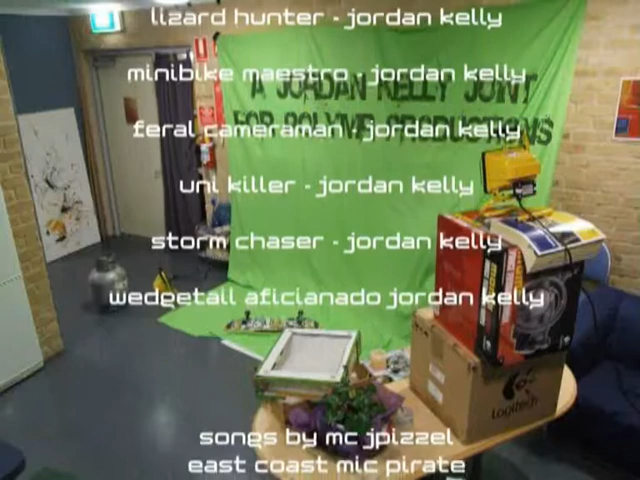 lizard hunter - jordan kelly
minibike maestro - jordan kelly
A JORDAN KELLY JOINT
feral cameraman - jordan kelly
FOR POLYME PRODUCTIONS
uni killer - jordan kelly
storm chaser - jordan kelly
wedgetail aficianado jordan kelly
Logitech
songs by mc jpizzel
east coast mic pirate